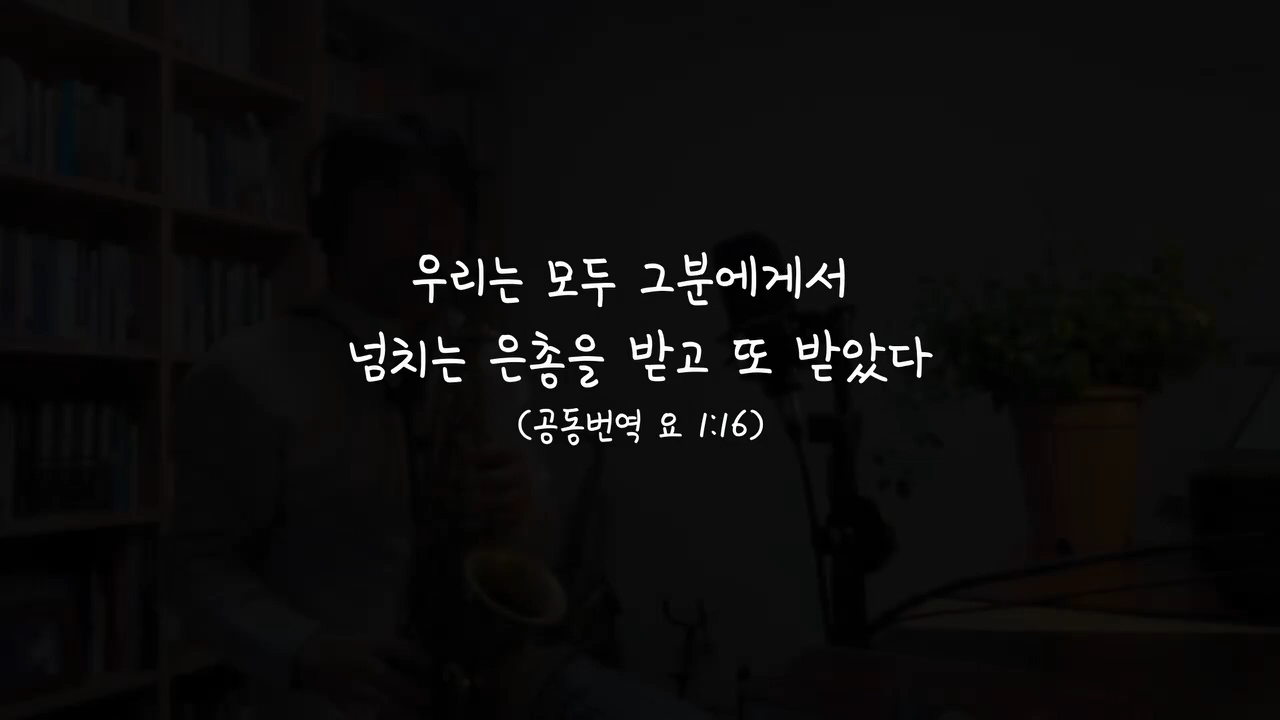 우리는 모두 그분에게서
넘치는 은총을 받고 또 받았다
(공동번역 요 1:16)